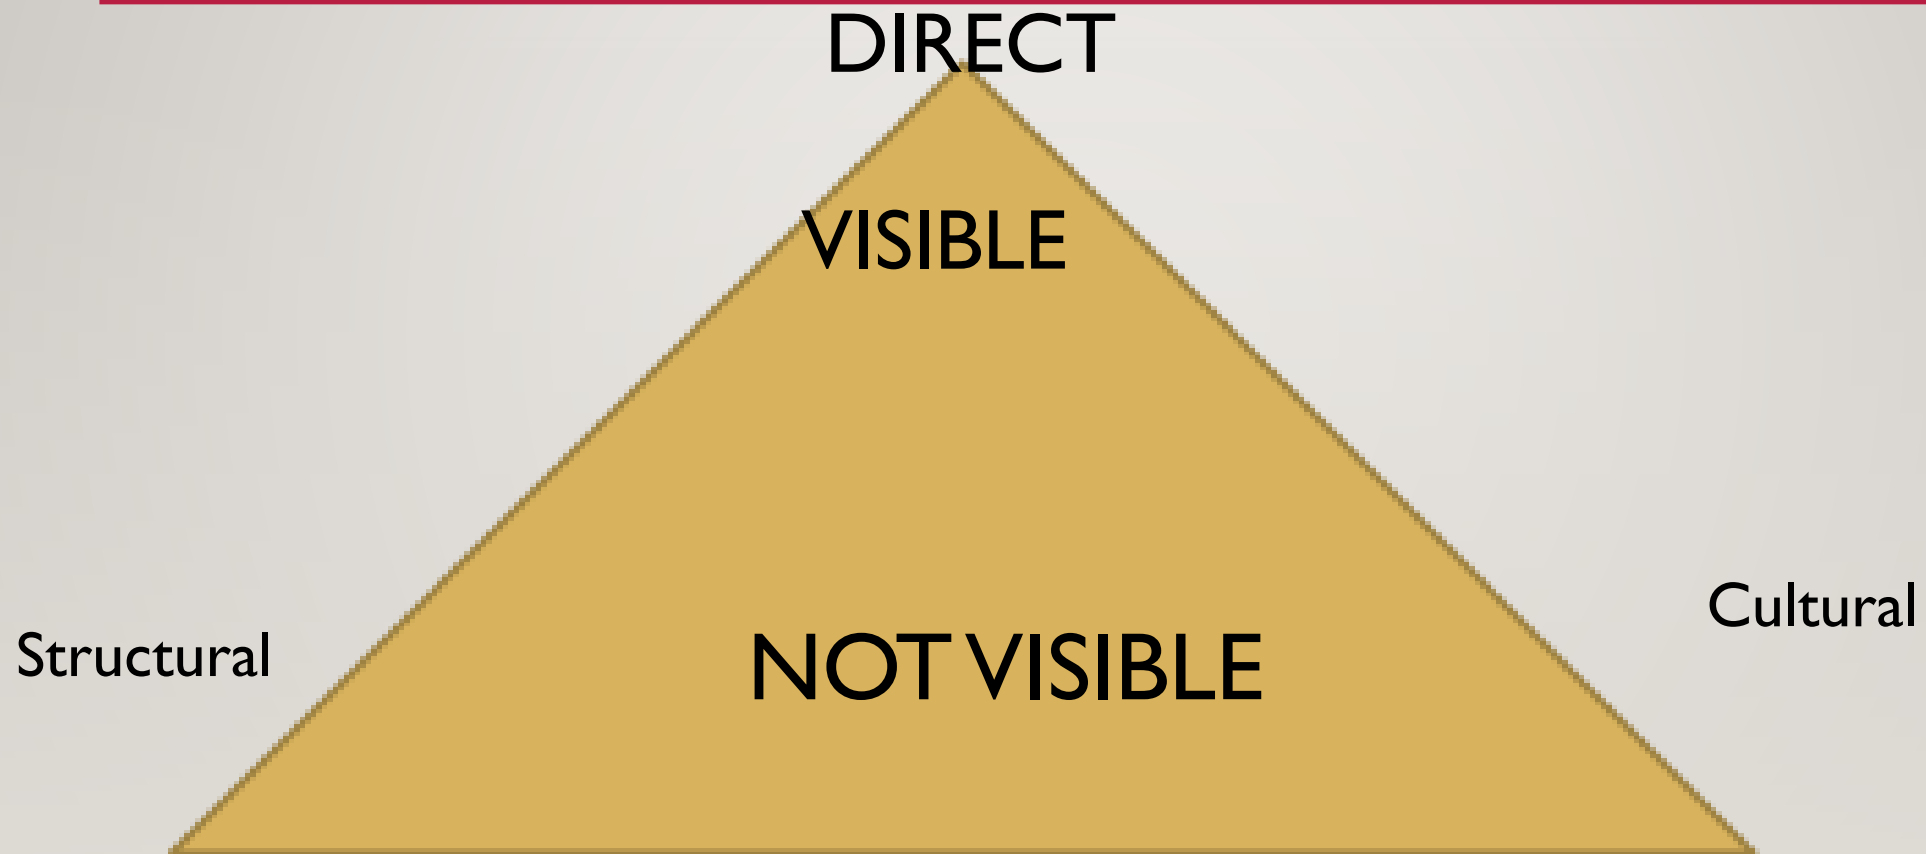 DIRECT
VISIBLE
Structural
NOT VISIBLE
Cultural